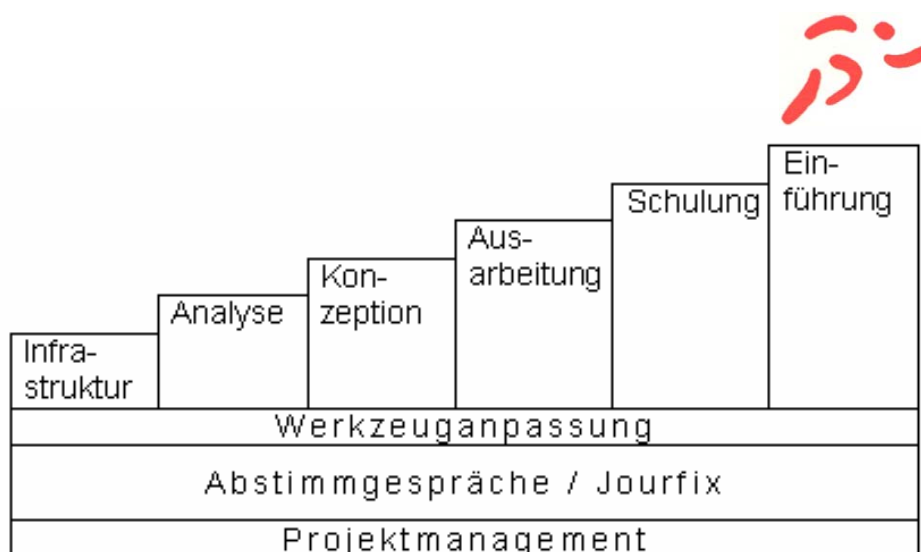 Infra-
struktur
Analyse
Kon-
zeption
Aus-
arbeitung
Schulung
Ein-
führung
Werkzeuganpassung
Abstimmgespräche / Jourfix
Projektmanagement